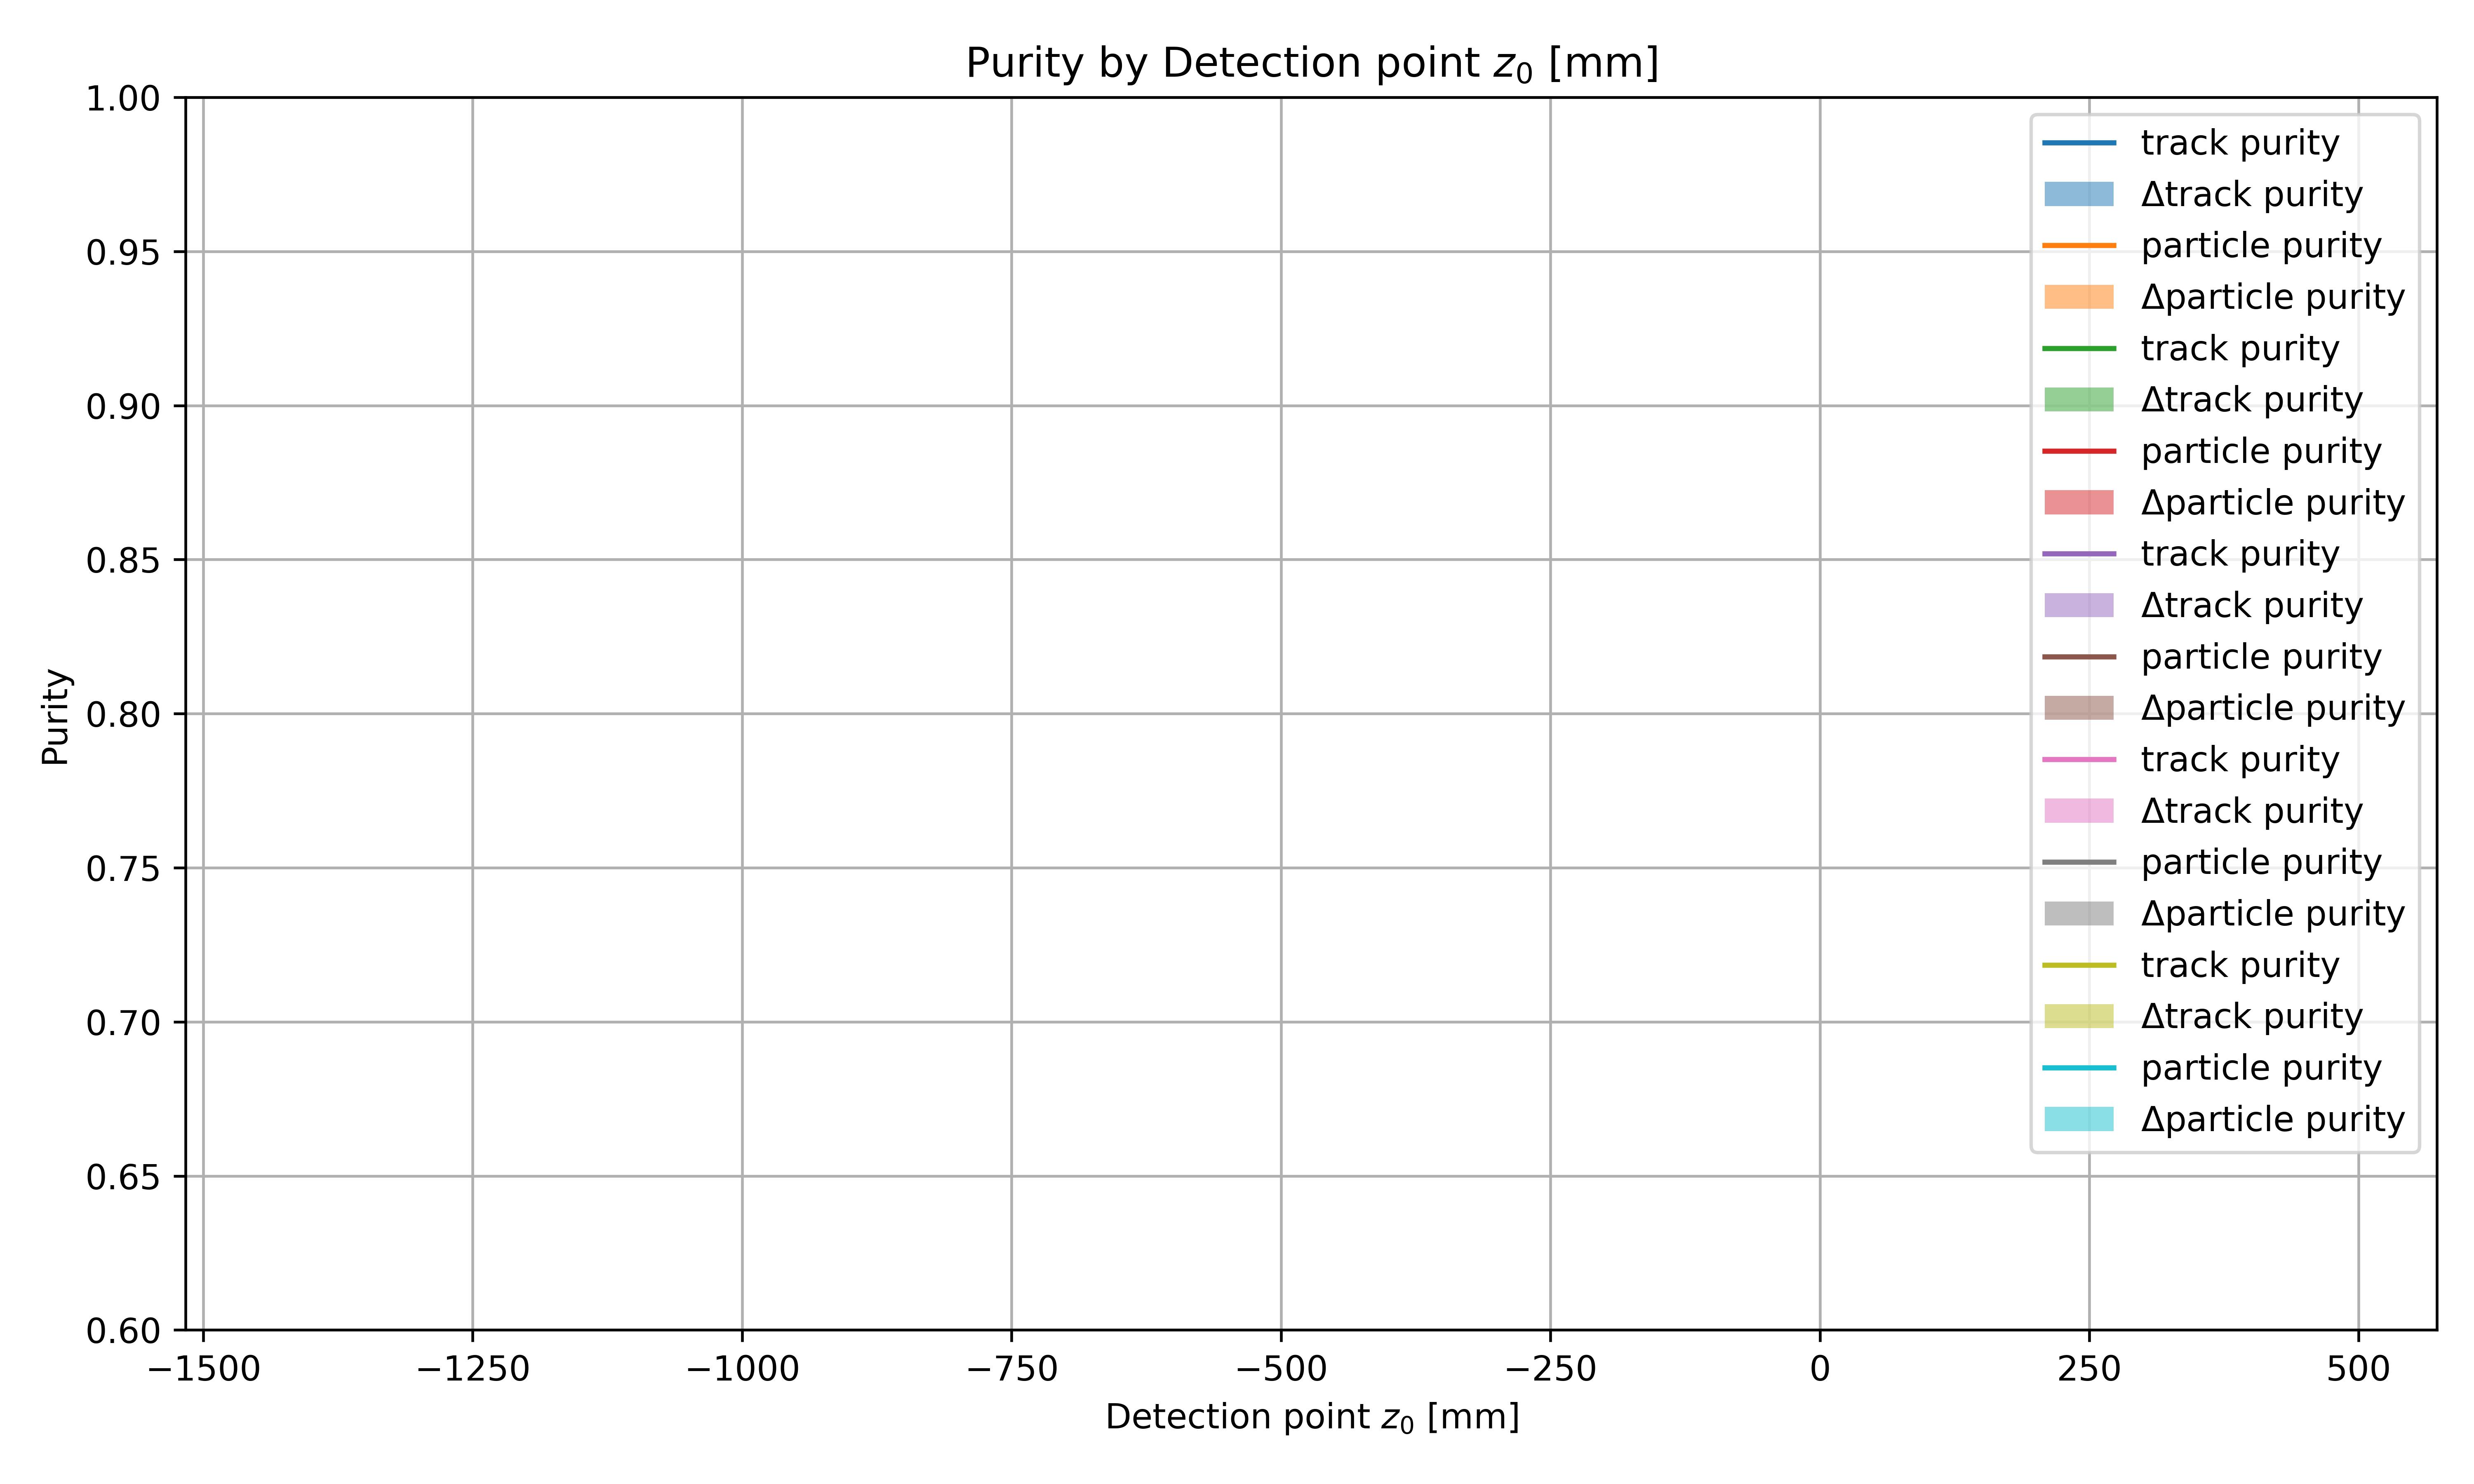 Purity by Detection point z₀ [mm]
1.00
0.95
0.90
0.85
0.80
0.75
0.70
0.65
0.60
Purity
track purity
Δtrack purity
particle purity
Δparticle purity
track purity
Δtrack purity
particle purity
Δparticle purity
track purity
Δtrack purity
particle purity
Δparticle purity
track purity
Δtrack purity
particle purity
Δparticle purity
track purity
Δtrack purity
particle purity
Δparticle purity
−1500 −1250 −1000 −750 −500 −250 0 250 500
Detection point z₀ [mm]